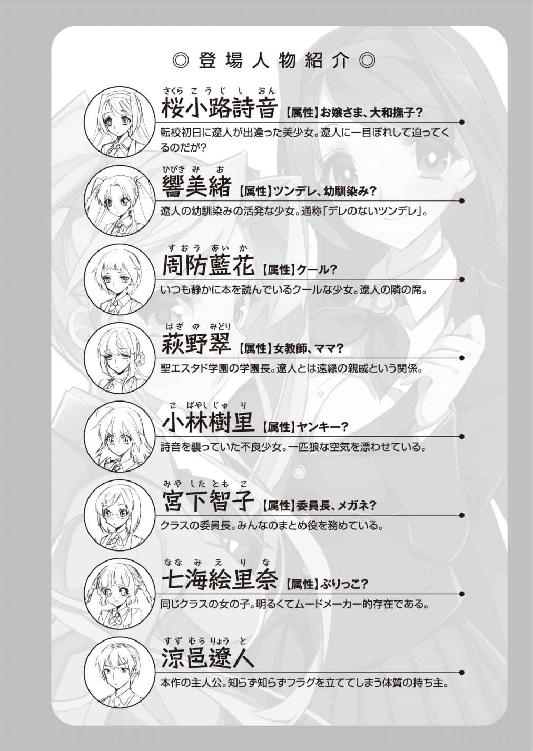 ◎登場人物紹介◎
さくらこうじしおん
桜小路詩音【属性】お嬢さま、大和撫子?
転校初日に遼人が出逢った美少女。遼人に一目ぼれして迫ってく
るのだが?
ひびきみお
響美緒【属性】ツンデレ、幼馴染み?
遼人の幼馴染みの活発な少女。通称「デレのないツンデレ」。
すおうあいか
周防藍花【属性】クール?
いつも静かに本を読んでいるクールな少女。遼人の隣の席。
はぎのみどり
萩野翠【属性】女教師、ママ?
聖エスタド学園の学園長。遼人とは遠縁の親戚という関係。
こばやしじゅり
小林樹里【属性】ヤンキー?
詩音を襲っていた不良少女。一匹狼な空気を漂わせている。
みやしたともこ
宮下智子【属性】委員長、メガネ?
クラスの委員長。みんなのまとめ役を務めている。
ななみえりな
七海絵里奈【属性】ぶりっこ?
同じクラスの女の子。明るくてムードメーカー的存在である。
すずむらりょうと
涼邑遼人
本作の主人公。知らず知らずフラグを立ててしまう体質の持ち主。